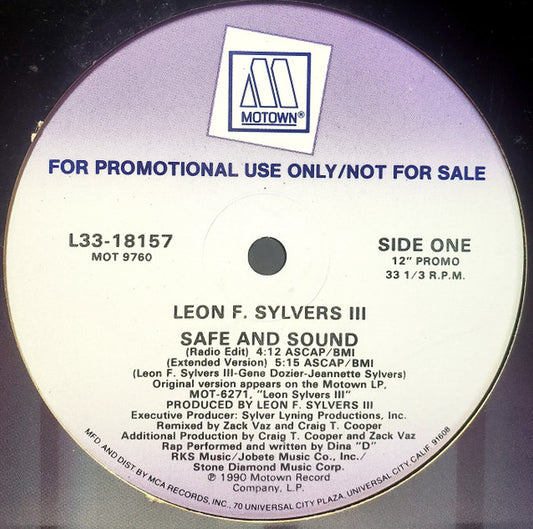 MOTOWN®
FOR PROMOTIONAL USE ONLY/NOT FOR SALE
L33-18157
MOT 9760
SIDE ONE
12" PROMO
33 1/3 R.P.M.
LEON F. SYLVERS III
SAFE AND SOUND
(Radio Edit) 4:12 ASCAP/BMI
(Extended Version) 5:15 ASCAP/BMI
(Leon F. Sylvers III-Gene Dozier-Jeannette Sylvers)
Original version appears on the Motown LP,
MOT-6271, "Leon Sylvers III"
PRODUCED BY LEON F. SYLVERS III
Executive Producer: Sylver Lyning Productions, Inc.
Remixed by Zack Vaz and Craig T. Cooper
Additional Production by Craig T. Cooper and Zack Vaz
Rap Performed and written by Dina "D"
RKS Music/Jobete Music Co., Inc./
Stone Diamond Music Corp.
℗ 1990 Motown Record
Company, L.P.
MFD. AND DIST. BY MCA RECORDS, INC., 70 UNIVERSAL CITY PLAZA, UNIVERSAL CITY, CALIF. 91608